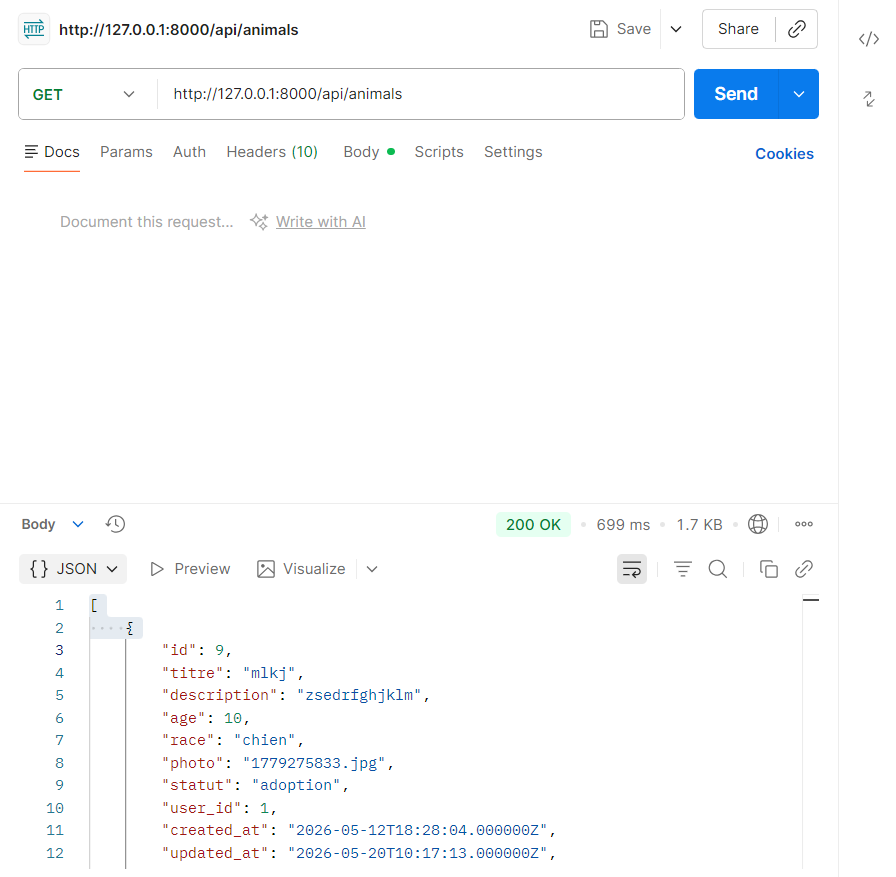 HTTP http://127.0.0.1:8000/api/animals Save Share
GET http://127.0.0.1:8000/api/animals Send
Docs Params Auth Headers (10) Body Scripts Settings Cookies
Document this request... Write with AI
Body 200 OK 699 ms 1.7 KB
{} JSON Preview Visualize
1 [
2 {
3 "id": 9,
4 "titre": "mlkj",
5 "description": "zsedrfghjklm",
6 "age": 10,
7 "race": "chien",
8 "photo": "1779275833.jpg",
9 "statut": "adoption",
10 "user_id": 1,
11 "created_at": "2026-05-12T18:28:04.000000Z",
12 "updated_at": "2026-05-20T10:17:13.000000Z",